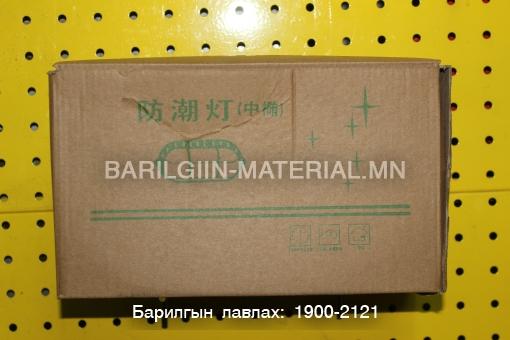 防潮灯(中椭)
BARILGIIN-MATERIAL.MN
Барилгын лавлах: 1900-2121